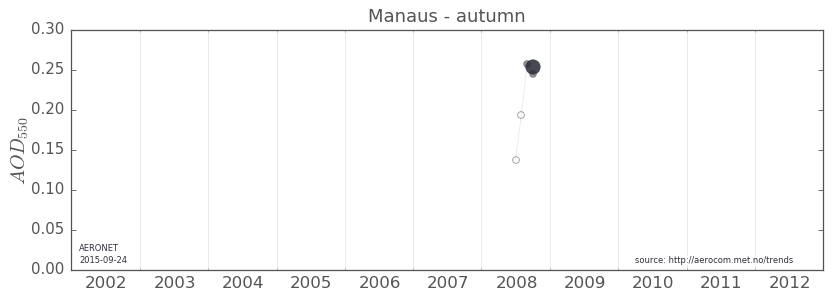 Manaus - autumn
0.30
0.25
0.20
0.15
0.10
0.05
0.00
AOD550
AERONET
2015-09-24
source: http://aerocom.met.no/trends
2002 2003 2004 2005 2006 2007 2008 2009 2010 2011 2012